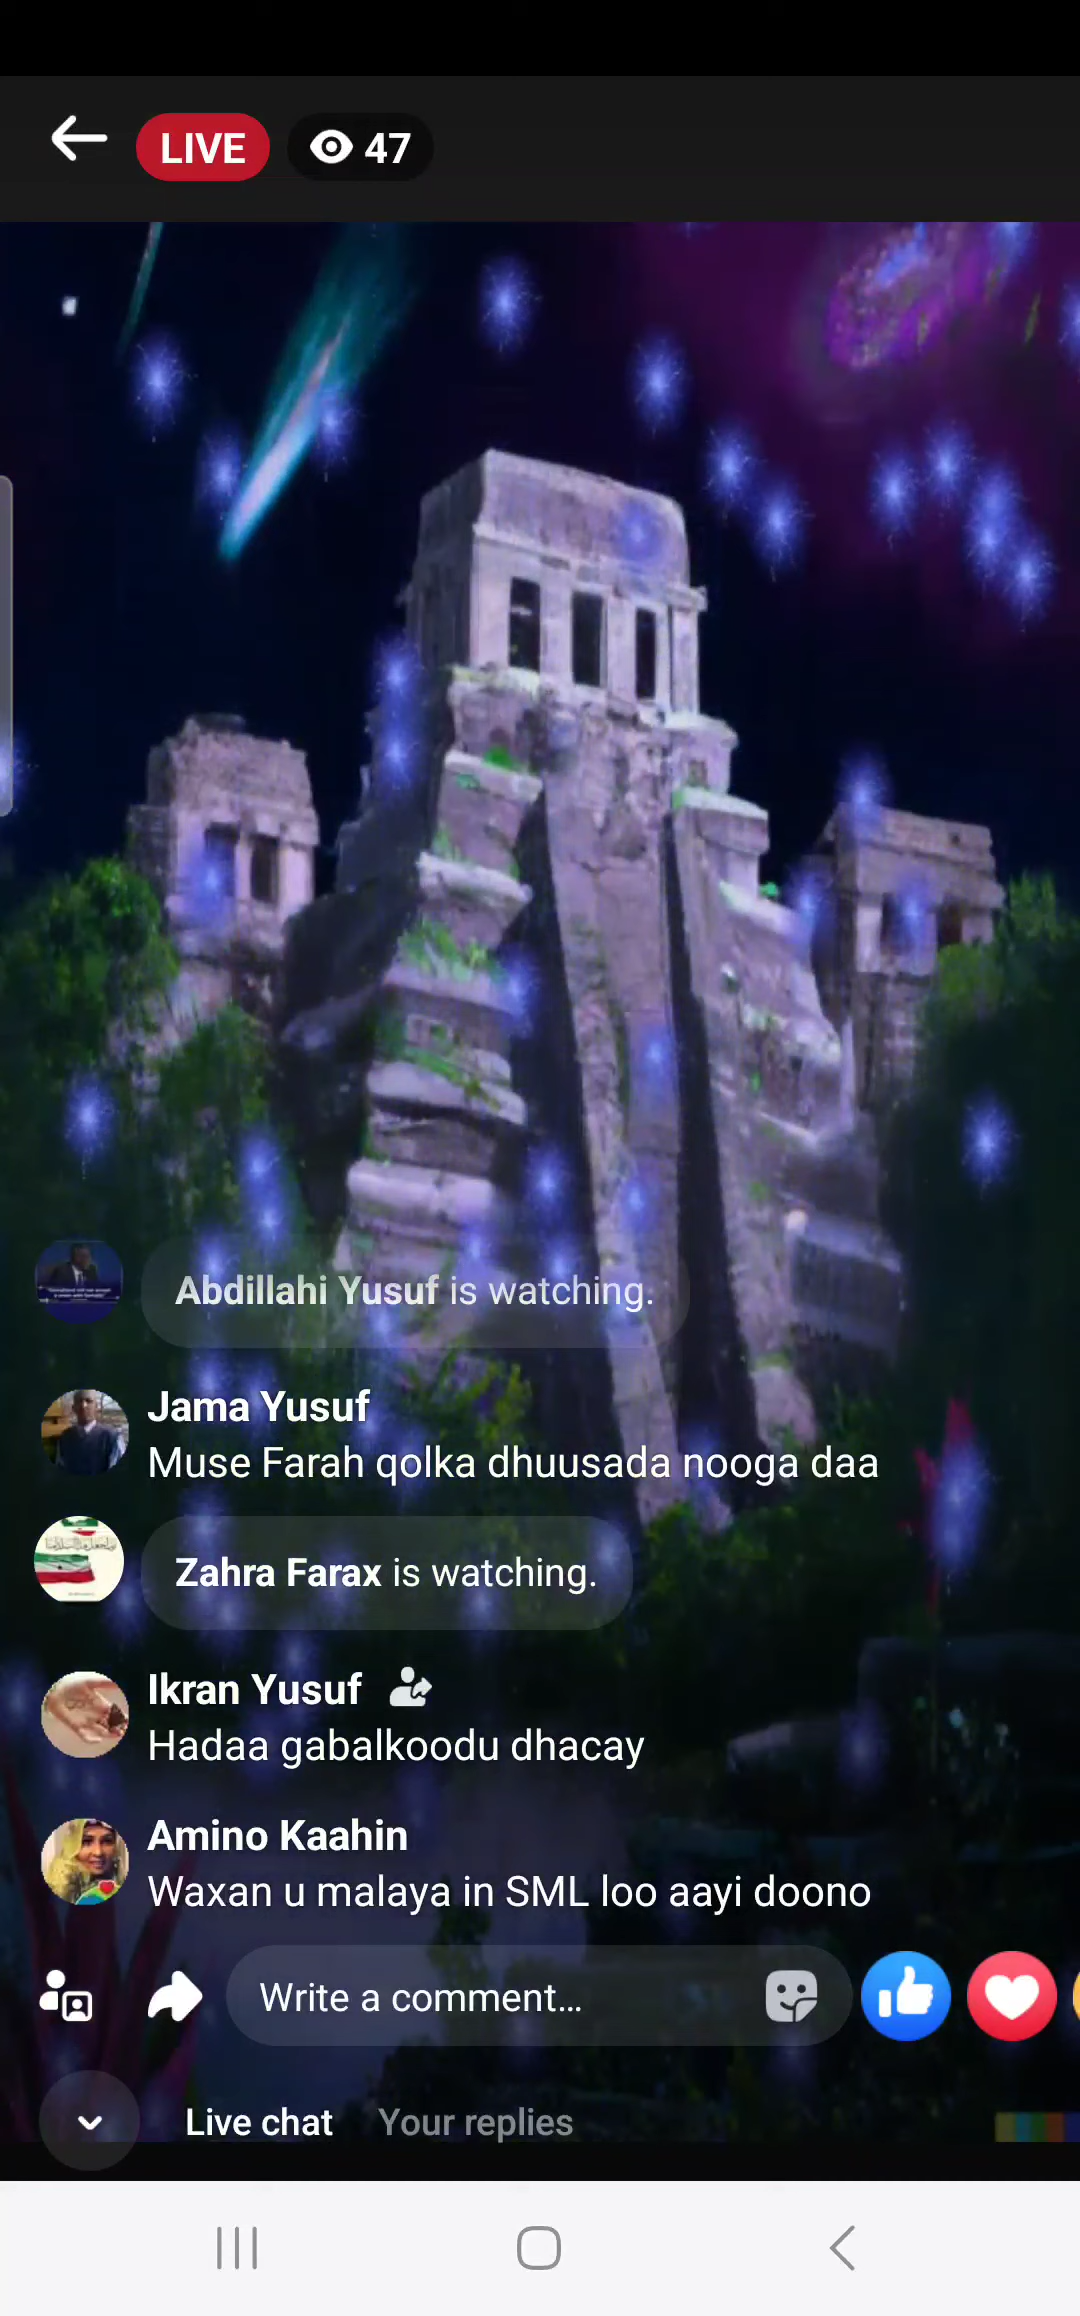 LIVE 47
Abdillahi Yusuf is watching.
Jama Yusuf
Muse Farah qolka dhuusada nooga daa
Zahra Farax is watching.
Ikran Yusuf
Hadaa gabalkoodu dhacay
Amino Kaahin
Waxan u malaya in SML loo aayi doono
Write a comment...
Live chat Your replies